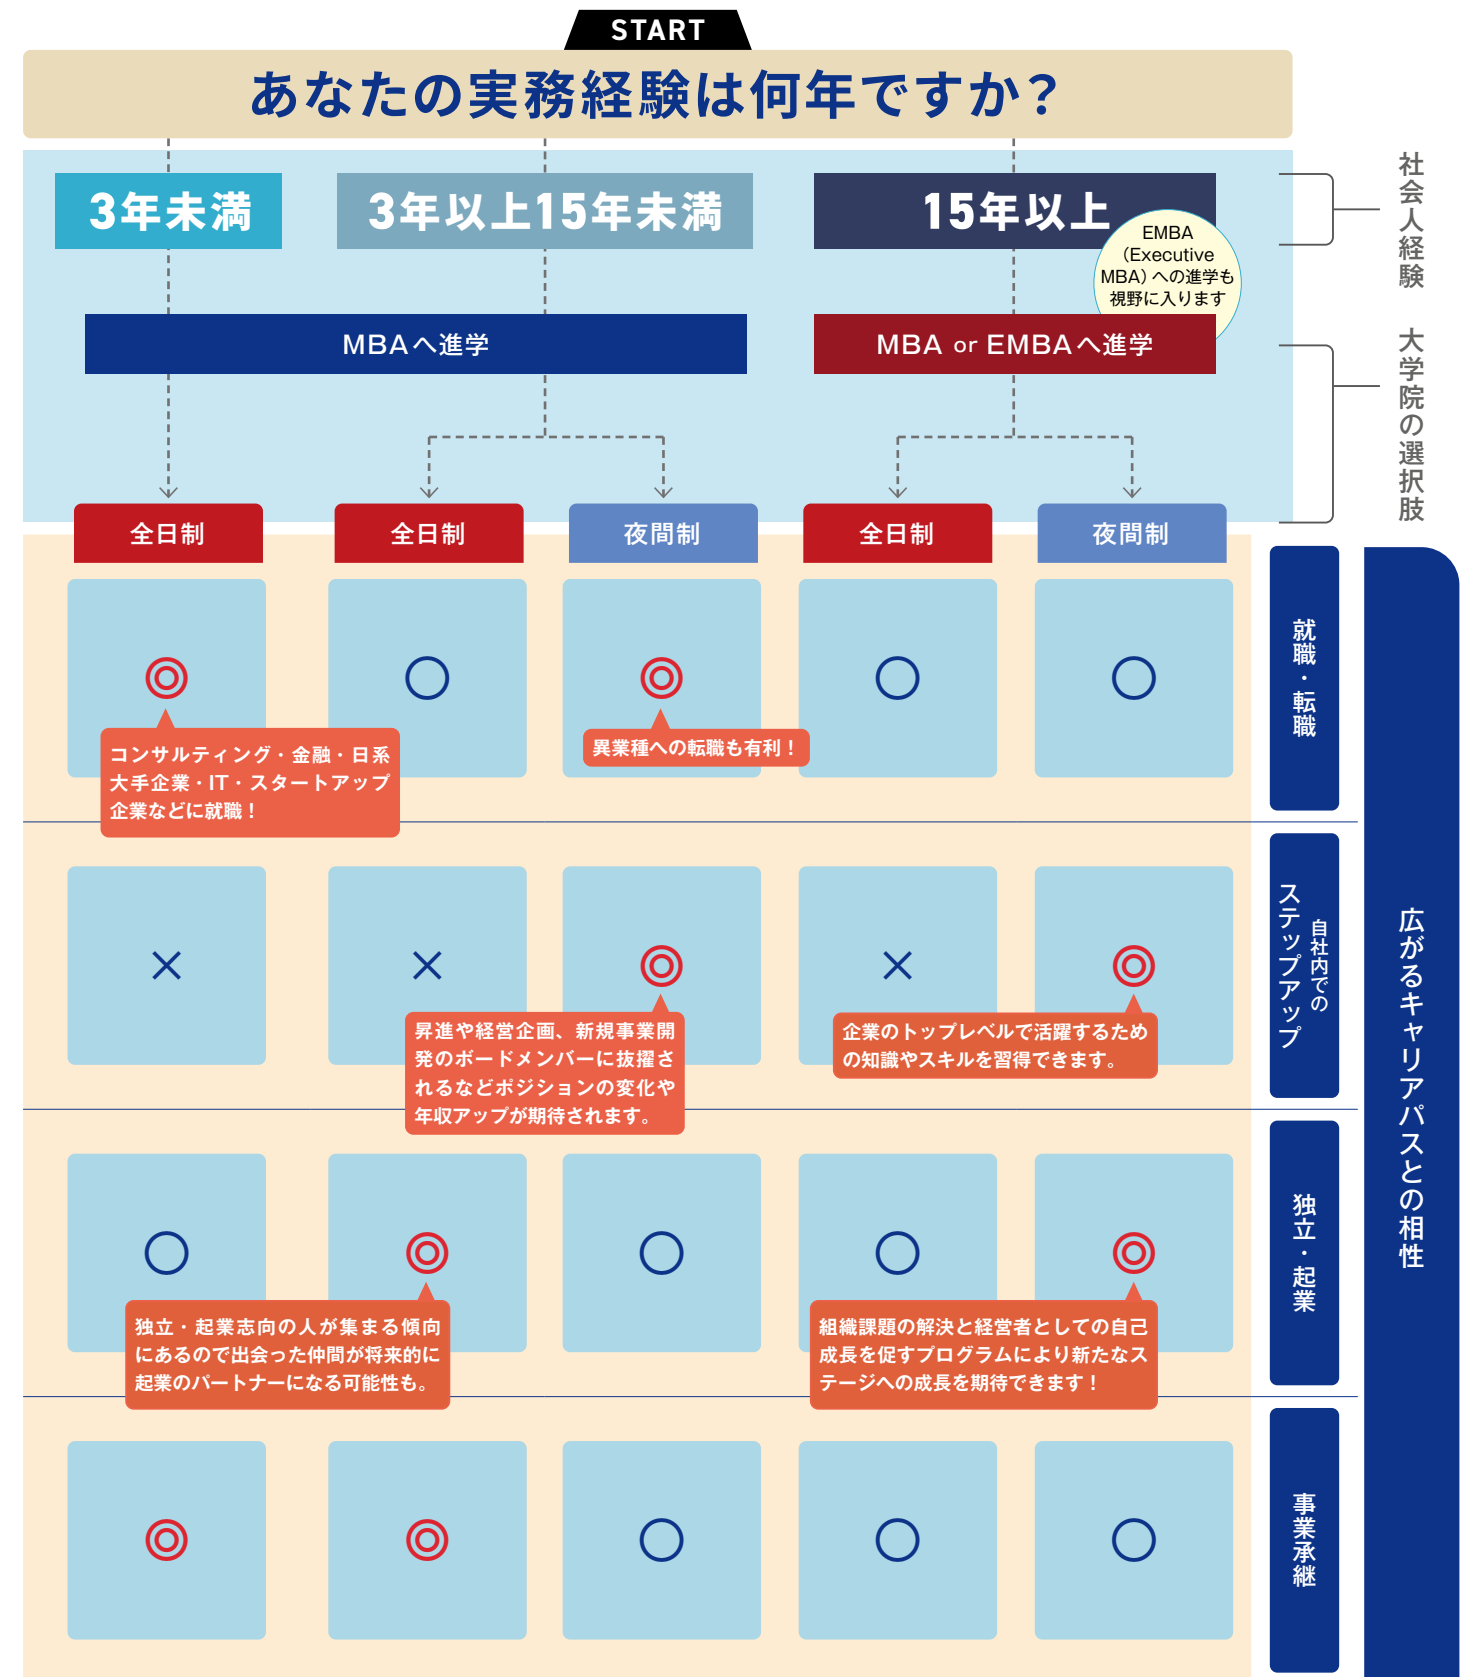 START
あなたの実務経験は何年ですか？
3年未満
3年以上15年未満
15年以上
EMBA
（Executive
MBA）への進学も
視野に入ります
社会人経験
MBAへ進学
MBA or EMBAへ進学
大学院の選択肢
全日制
全日制
夜間制
全日制
夜間制
広がるキャリアパスとの相性
就職・転職
◎
○
◎
○
○
コンサルティング・金融・日系
大手企業・IT・スタートアップ
企業などに就職！
異業種への転職も有利！
自社内での
ステップアップ
×
×
◎
×
◎
昇進や経営企画、新規事業開
発のボードメンバーに抜擢さ
れるなどポジションの変化や
年収アップが期待されます。
企業のトップレベルで活躍するため
の知識やスキルを習得できます。
独立・起業
○
◎
○
○
◎
独立・起業志向の人が集まる傾向
にあるので出会った仲間が将来的に
起業のパートナーになる可能性も。
組織課題の解決と経営者としての自己
成長を促すプログラムにより新たなス
テージへの成長を期待できます！
事業承継
◎
◎
○
○
○